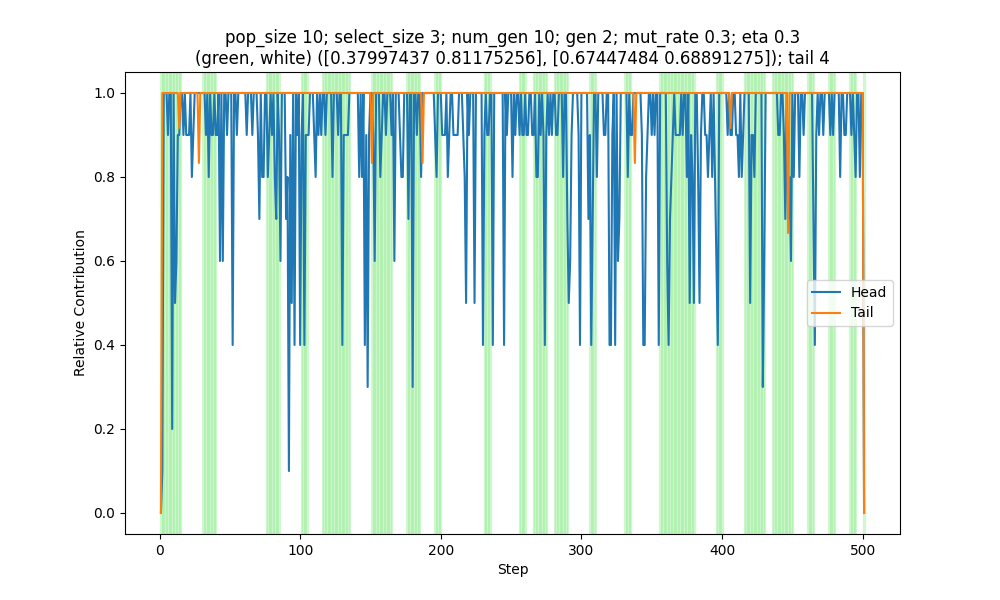 pop_size 10; select_size 3; num_gen 10; gen 2; mut_rate 0.3; eta 0.3
(green, white) ([0.37997437 0.81175256], [0.67447484 0.68891275]); tail 4
Relative Contribution
1.0
0.8
0.6
0.4
0.2
0.0
Head
Tail
0
100
200
300
400
500
Step